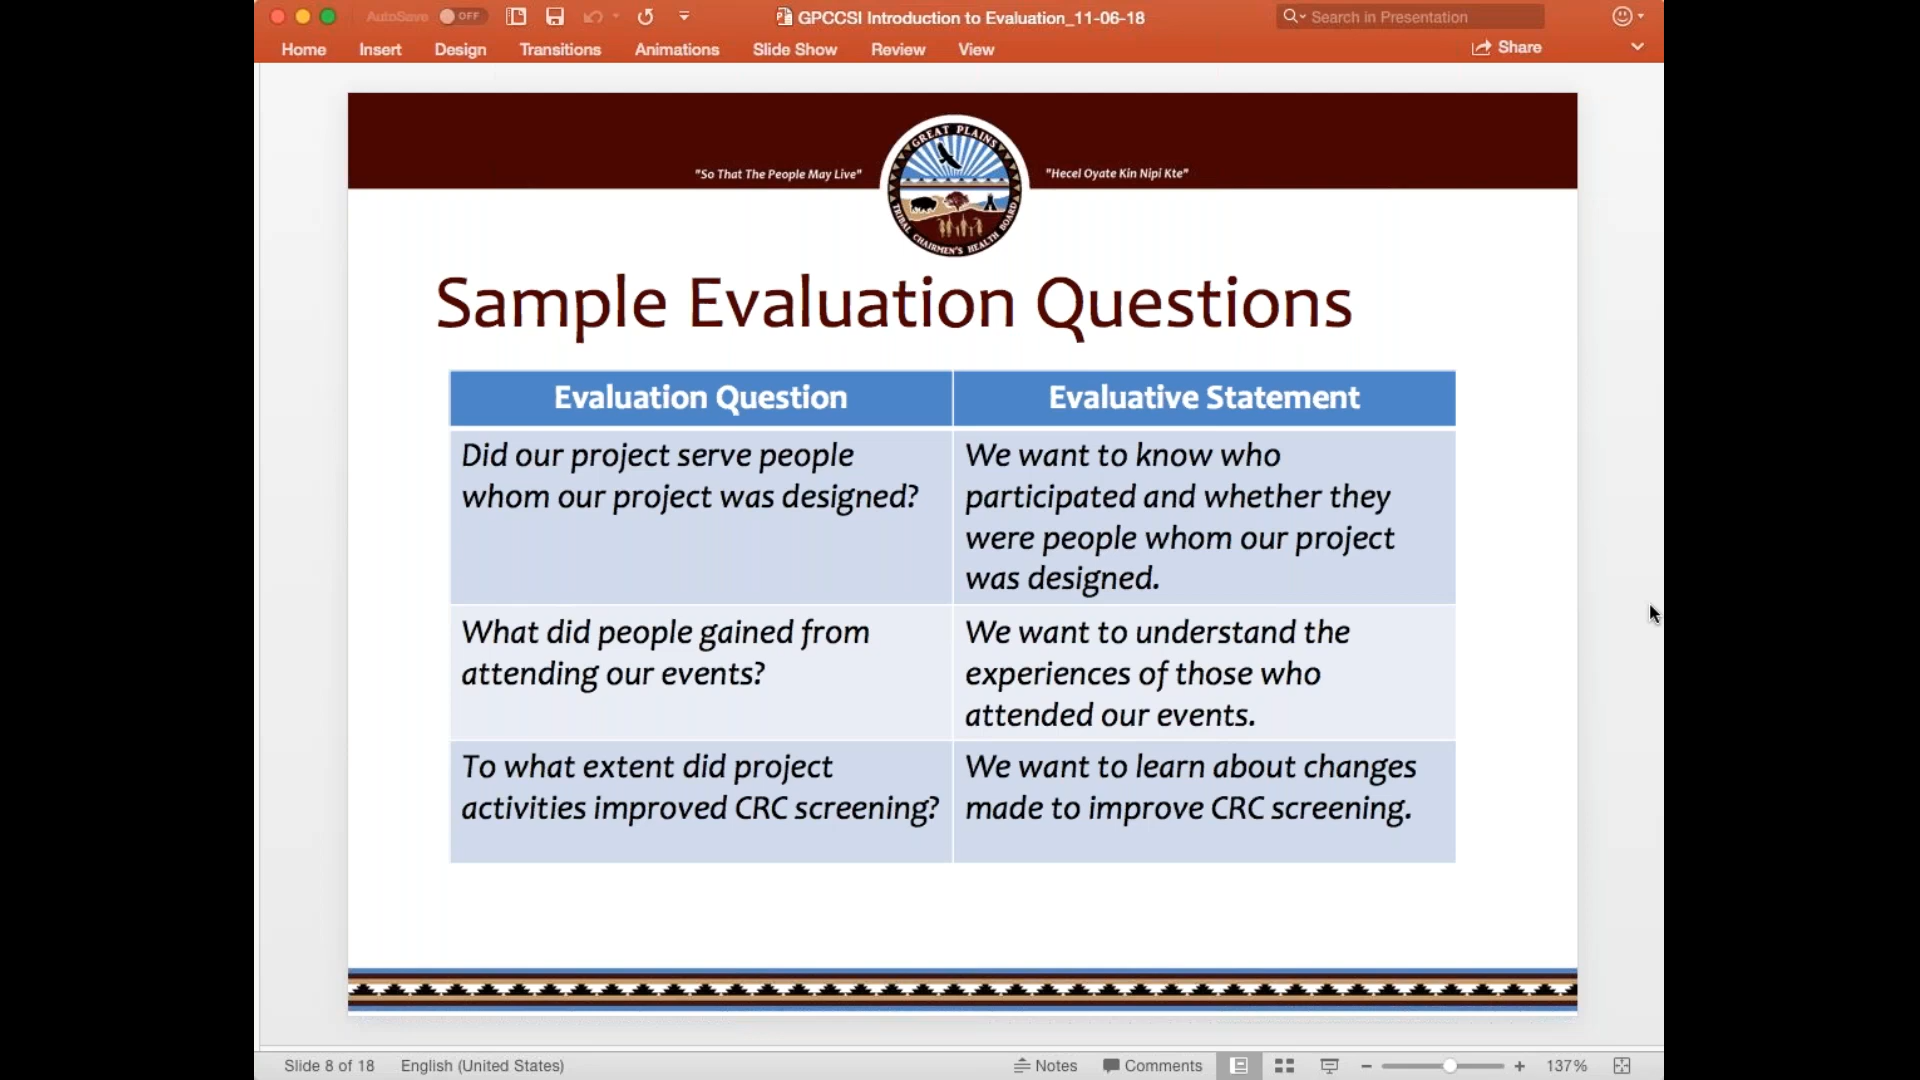 AutoSave OFF
GPCCSI Introduction to Evaluation_11-06-18
Search in Presentation
Home Insert Design Transitions Animations Slide Show Review View
Share
GREAT PLAINS
TRIBAL CHAIRMEN'S HEALTH BOARD
"So That The People May Live"
"Hecel Oyate Kin Nipi Kte"
Sample Evaluation Questions
Evaluation Question
Evaluative Statement
Did our project serve people
whom our project was designed?
We want to know who
participated and whether they
were people whom our project
was designed.
What did people gained from
attending our events?
We want to understand the
experiences of those who
attended our events.
To what extent did project
activities improved CRC screening?
We want to learn about changes
made to improve CRC screening.
Slide 8 of 18 English (United States) Notes Comments 137%